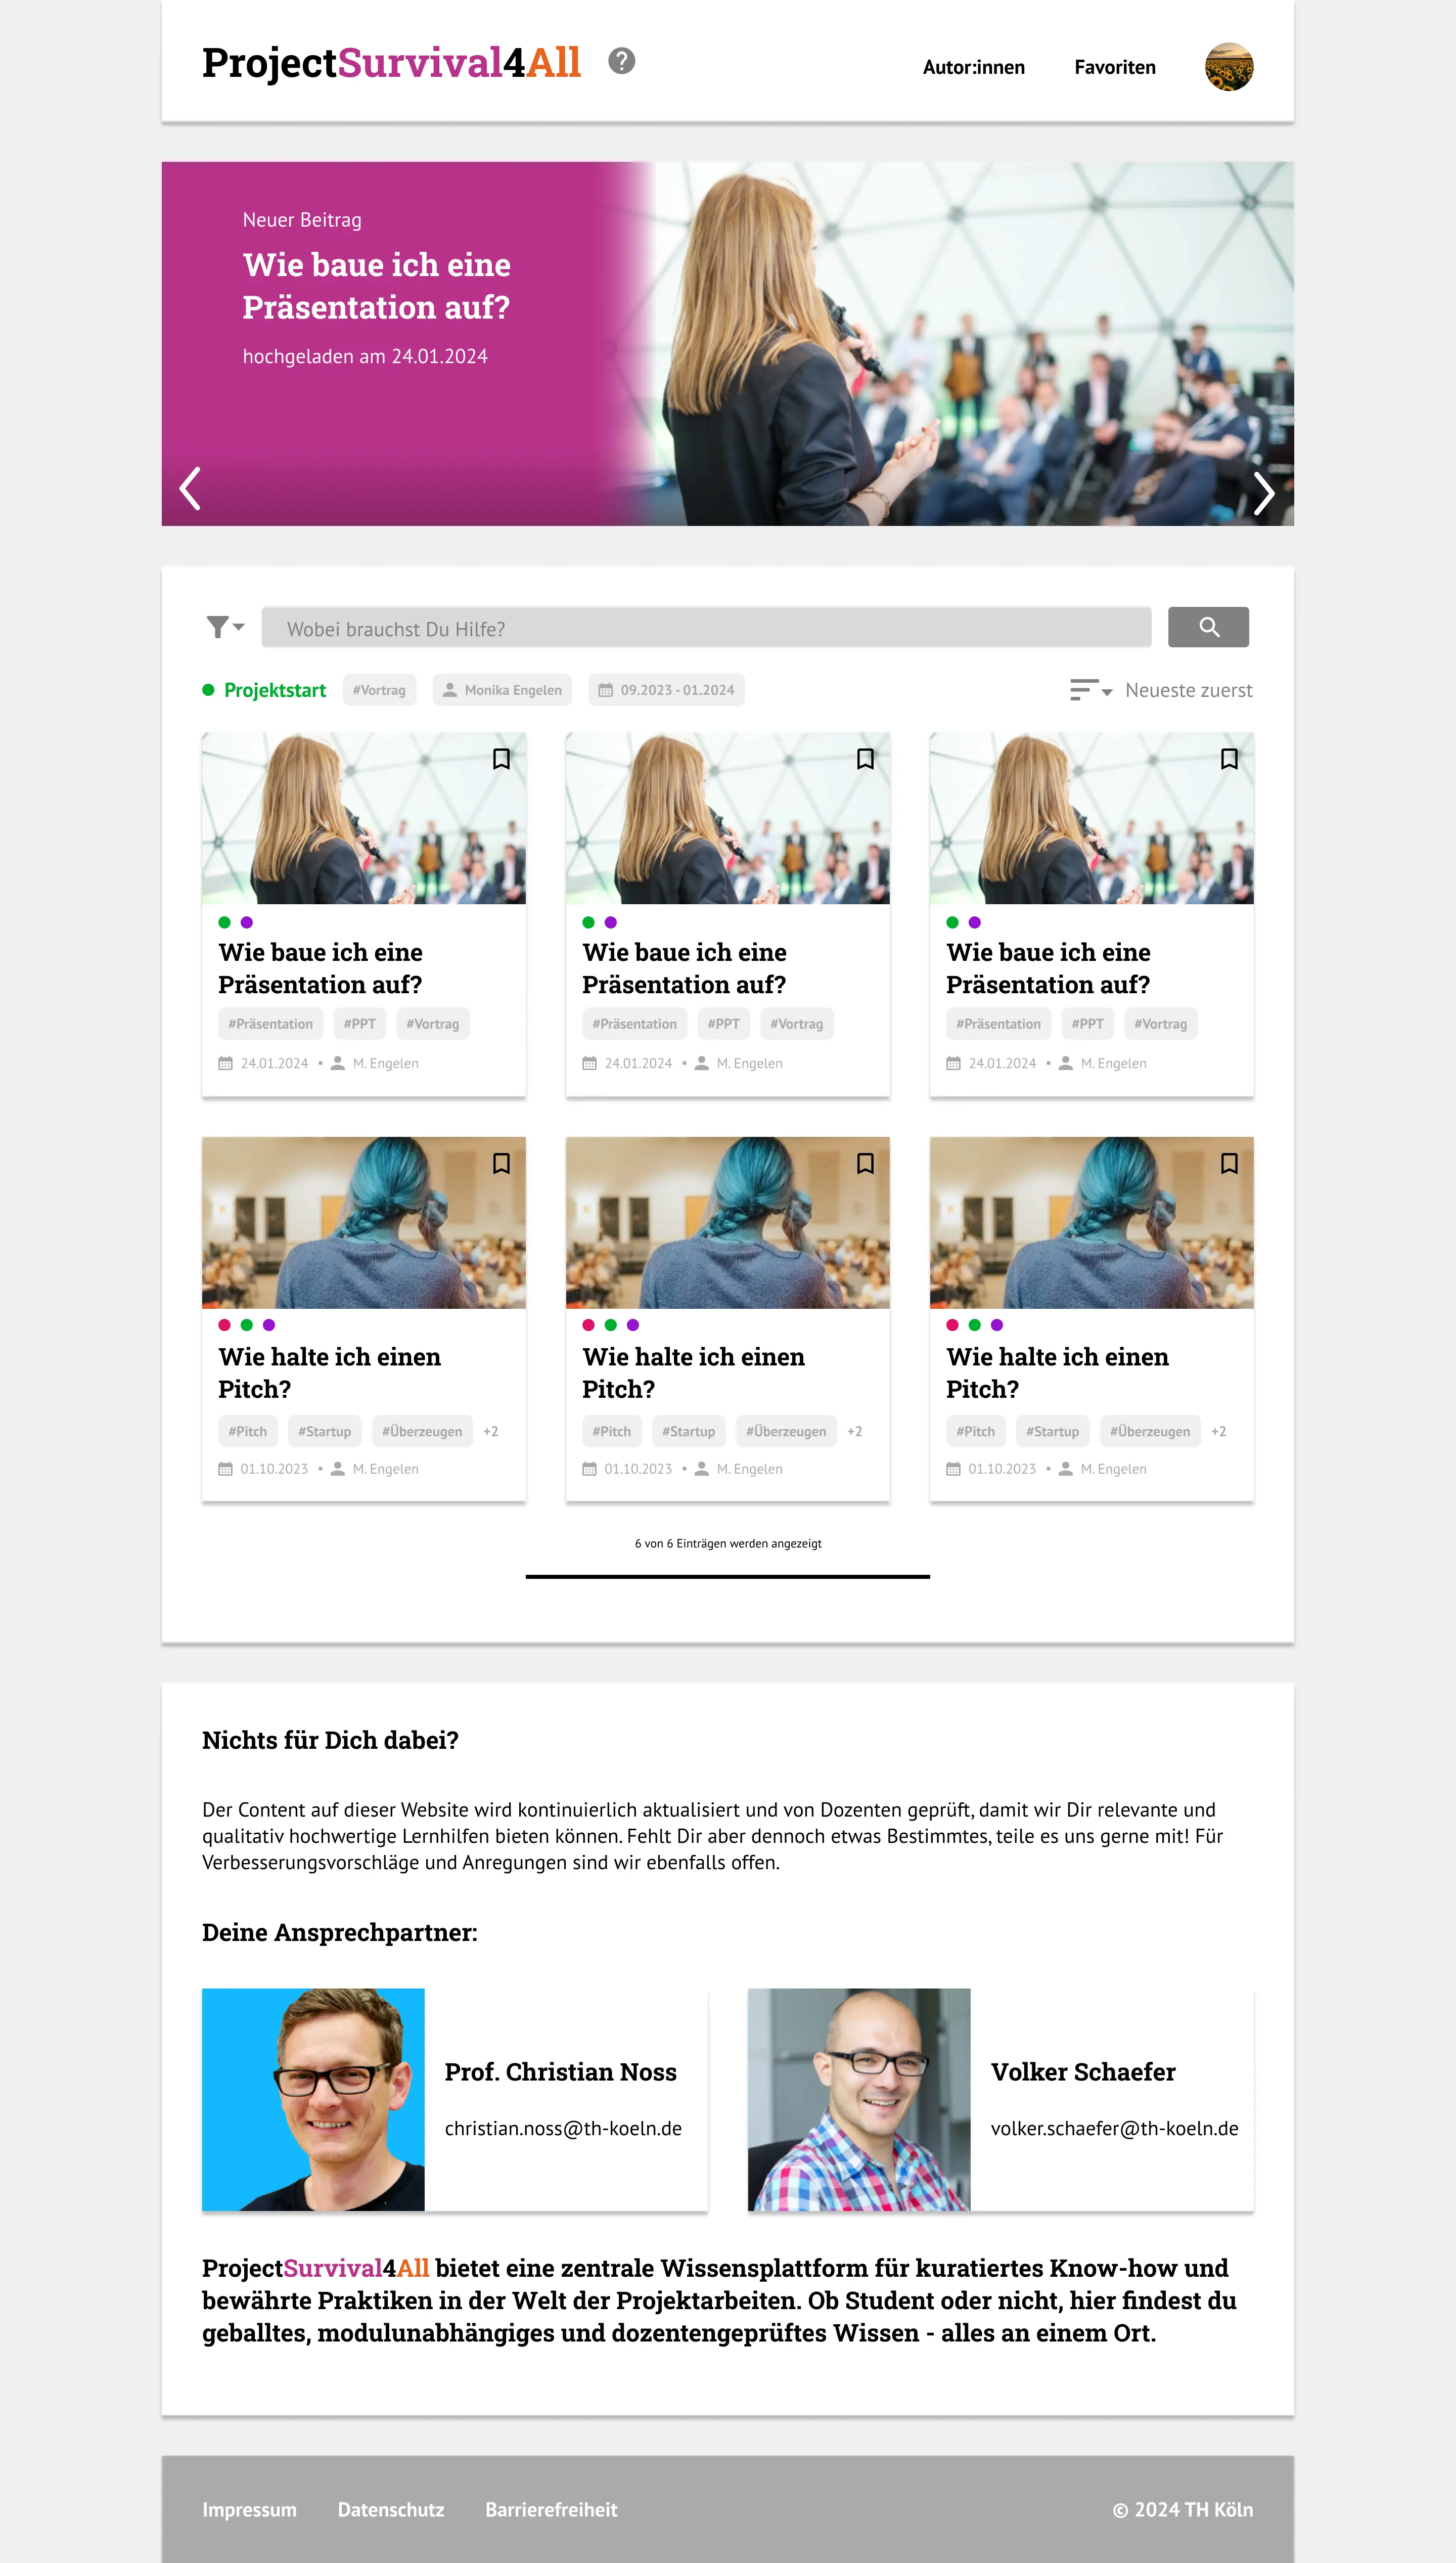 ProjectSurvival4All
?
Autor:innen
Favoriten
Neuer Beitrag
Wie baue ich eine
Präsentation auf?
hochgeladen am 24.01.2024
Wobei brauchst Du Hilfe?
Projektstart
#Vortrag
Monika Engelen
09.2023 - 01.2024
Neueste zuerst
Wie baue ich eine
Präsentation auf?
#Präsentation #PPT #Vortrag
24.01.2024 • M. Engelen
Wie baue ich eine
Präsentation auf?
#Präsentation #PPT #Vortrag
24.01.2024 • M. Engelen
Wie baue ich eine
Präsentation auf?
#Präsentation #PPT #Vortrag
24.01.2024 • M. Engelen
Wie halte ich einen
Pitch?
#Pitch #Startup #Überzeugen +2
01.10.2023 • M. Engelen
Wie halte ich einen
Pitch?
#Pitch #Startup #Überzeugen +2
01.10.2023 • M. Engelen
Wie halte ich einen
Pitch?
#Pitch #Startup #Überzeugen +2
01.10.2023 • M. Engelen
6 von 6 Einträgen werden angezeigt
Nichts für Dich dabei?
Der Content auf dieser Website wird kontinuierlich aktualisiert und von Dozenten geprüft, damit wir Dir relevante und
qualitativ hochwertige Lernhilfen bieten können. Fehlt Dir aber dennoch etwas Bestimmtes, teile es uns gerne mit! Für
Verbesserungsvorschläge und Anregungen sind wir ebenfalls offen.
Deine Ansprechpartner:
Prof. Christian Noss
christian.noss@th-koeln.de
Volker Schaefer
volker.schaefer@th-koeln.de
ProjectSurvival4All bietet eine zentrale Wissensplattform für kuratiertes Know-how und
bewährte Praktiken in der Welt der Projektarbeiten. Ob Student oder nicht, hier findest du
geballtes, modulunabhängiges und dozentengeprüftes Wissen - alles an einem Ort.
Impressum
Datenschutz
Barrierefreiheit
© 2024 TH Köln